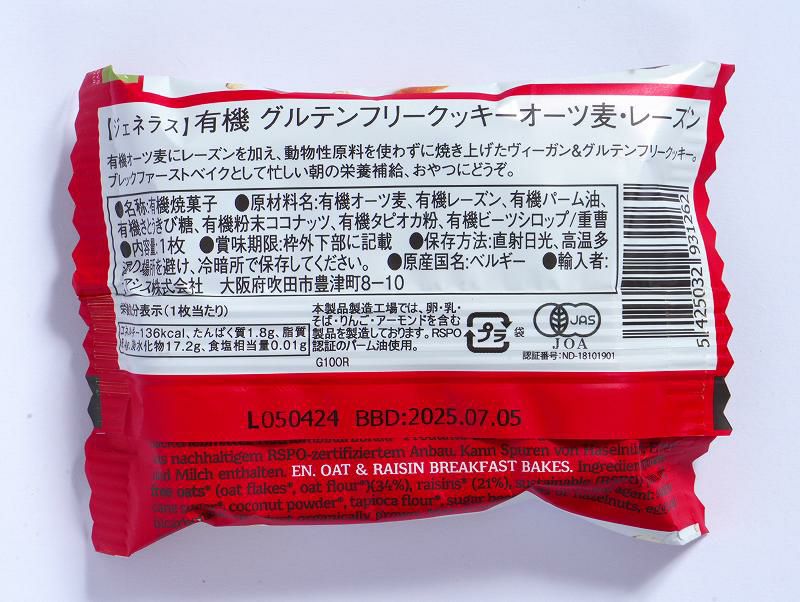 【ジェネラス】有機 グルテンフリークッキーオーツ麦・レーズン
有機オーツ麦にレーズンを加え、動物性原料を使わずに焼き上げたヴィーガン&グルテンフリークッキー。
ブレックファーストベイクとして忙しい朝の栄養補給、おやつにどうぞ。
●名称:有機焼菓子 ●原材料名:有機オーツ麦、有機レーズン、有機パーム油、
有機さとうきび糖、有機粉末ココナッツ、有機タピオカ粉、有機ビーツシロップ/重曹
●内容量:1枚 ●賞味期限:枠外下部に記載 ●保存方法:直射日光、高温多
場所を避け、冷暗所で保存してください。 ●原産国名:ベルギー ●輸入者:
株式会社 大阪府吹田市豊津町8-10
栄養成分表示(1枚当たり)
エネルギー136kcal、たんぱく質1.8g、脂質
炭水化物17.2g、食塩相当量0.01g
本製品製造工場では、卵・乳・
そば・りんご・アーモンドを含む
製品を製造しております。RSPO
認証のパーム油使用。
G100R
プラ 袋
JAS
JOA
認証番号:ND-18101901
5 425032 931262
L050424 BBD:2025.07.05
nachhaltigem RSPO-zertifiziertem Anbau. Kann Spuren von Haselnüs
und Milch enthalten. EN. OAT & RAISIN BREAKFAST BAKES. Ingredien
free oats* (oat flakes*, oat flour*)(34%), raisins* (21%), sustainable
cane sugar*, coconut powder*, tapioca flour*, sugar
of hazelnuts,